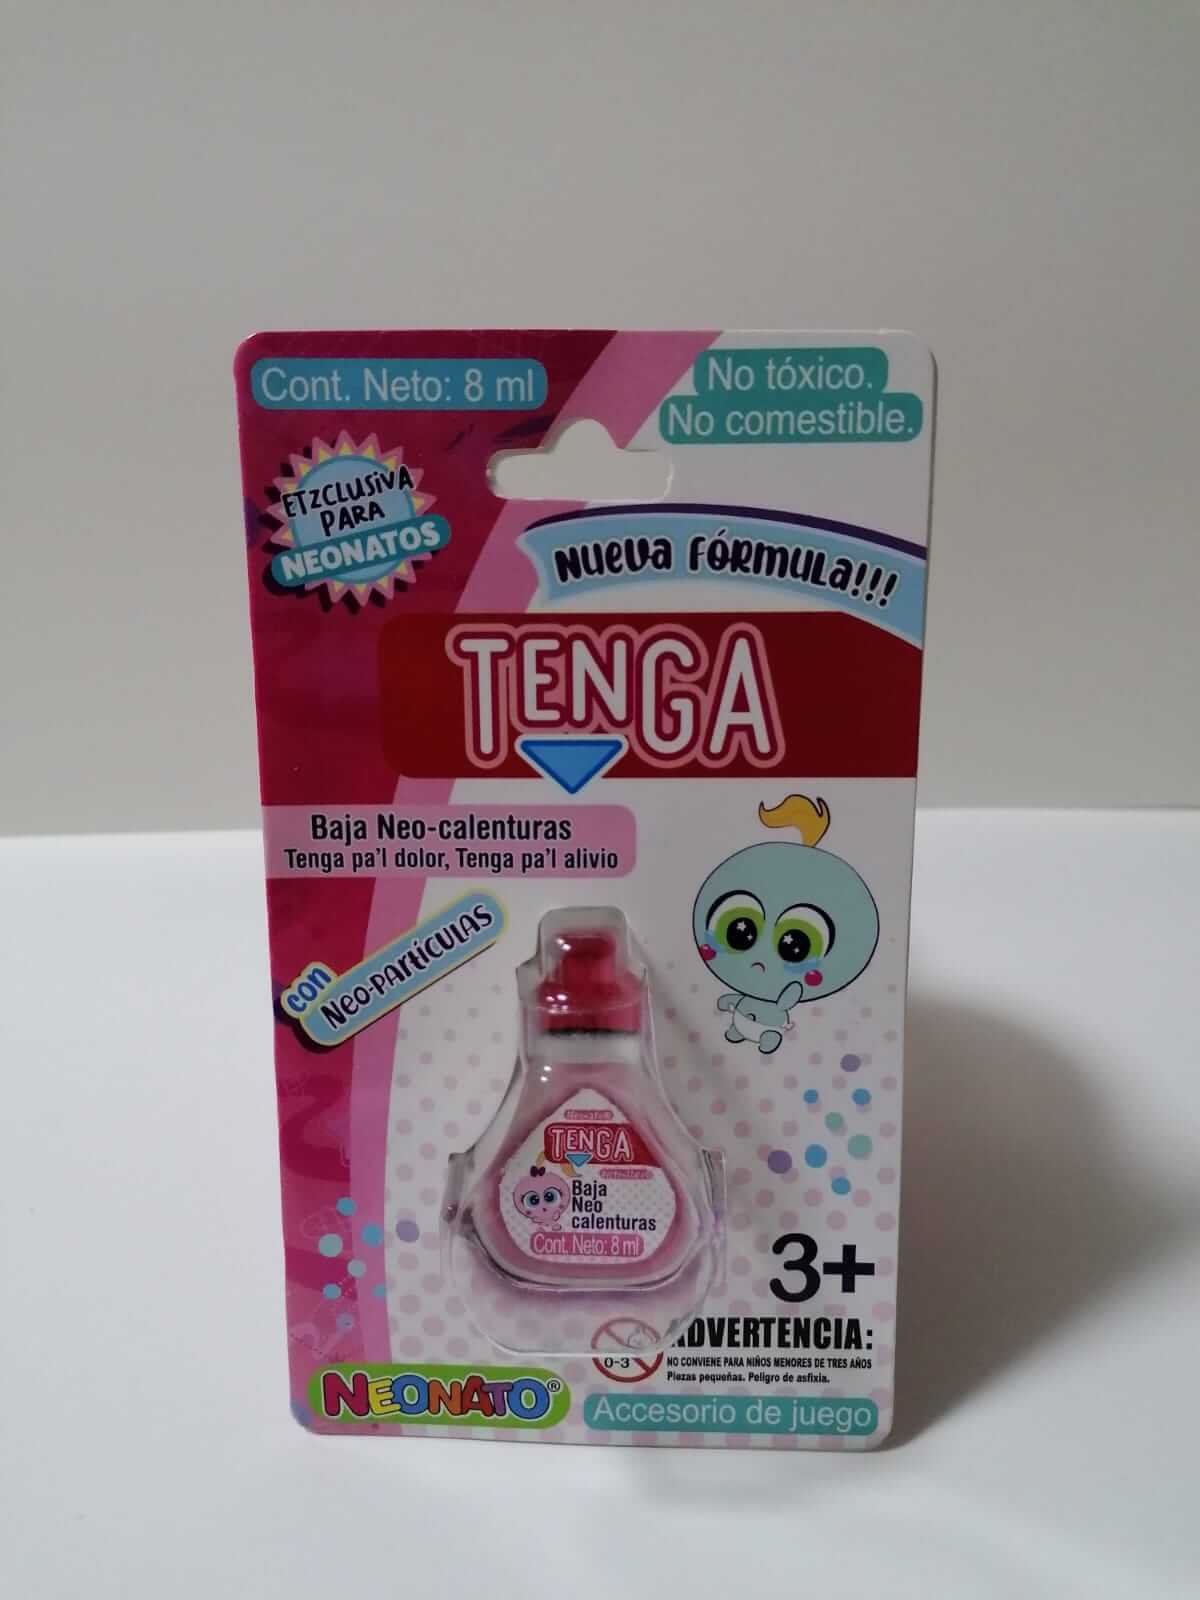 Cont. Neto: 8 ml
No tóxico.
No comestible.
ETZCLUSIVA
PARA
NEONATOS
NUEVA FÓRMULA!!!
TENGA
Baja Neo-calenturas
Tenga pa'l dolor, Tenga pa'l alivio
con
NEO-PARTÍCULAS
TENGA
Baja
Neo
calenturas
Cont. Neto: 8 ml
3+
0-3
ADVERTENCIA:
NO CONVIENE PARA NIÑOS MENORES DE TRES AÑOS
Piezas pequeñas. Peligro de asfixia.
NEONATO®
Accesorio de juego